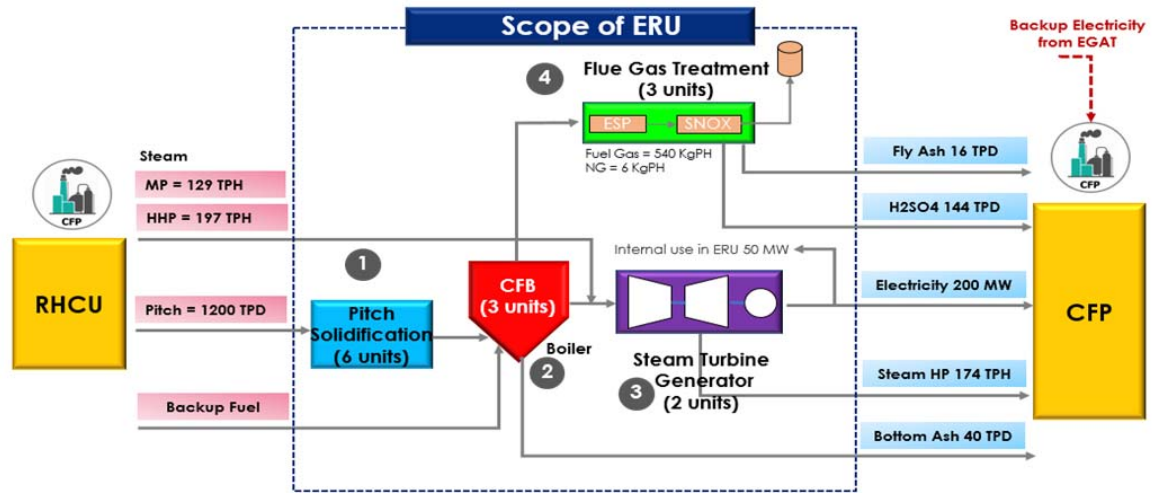 Scope of ERU
Backup Electricity
from EGAT
4
Flue Gas Treatment
(3 units)
ESP
SNOX
Fuel Gas = 540 KgPH
NG = 6 KgPH
Steam
MP = 129 TPH
HHP = 197 TPH
CFP
RHCU
Pitch = 1200 TPD
Backup Fuel
1
Pitch
Solidification
(6 units)
CFB
(3 units)
Boiler
2
Internal use in ERU 50 MW
Steam Turbine
Generator
(2 units)
3
Fly Ash 16 TPD
H2SO4 144 TPD
Electricity 200 MW
Steam HP 174 TPH
Bottom Ash 40 TPD
CFP
CFP